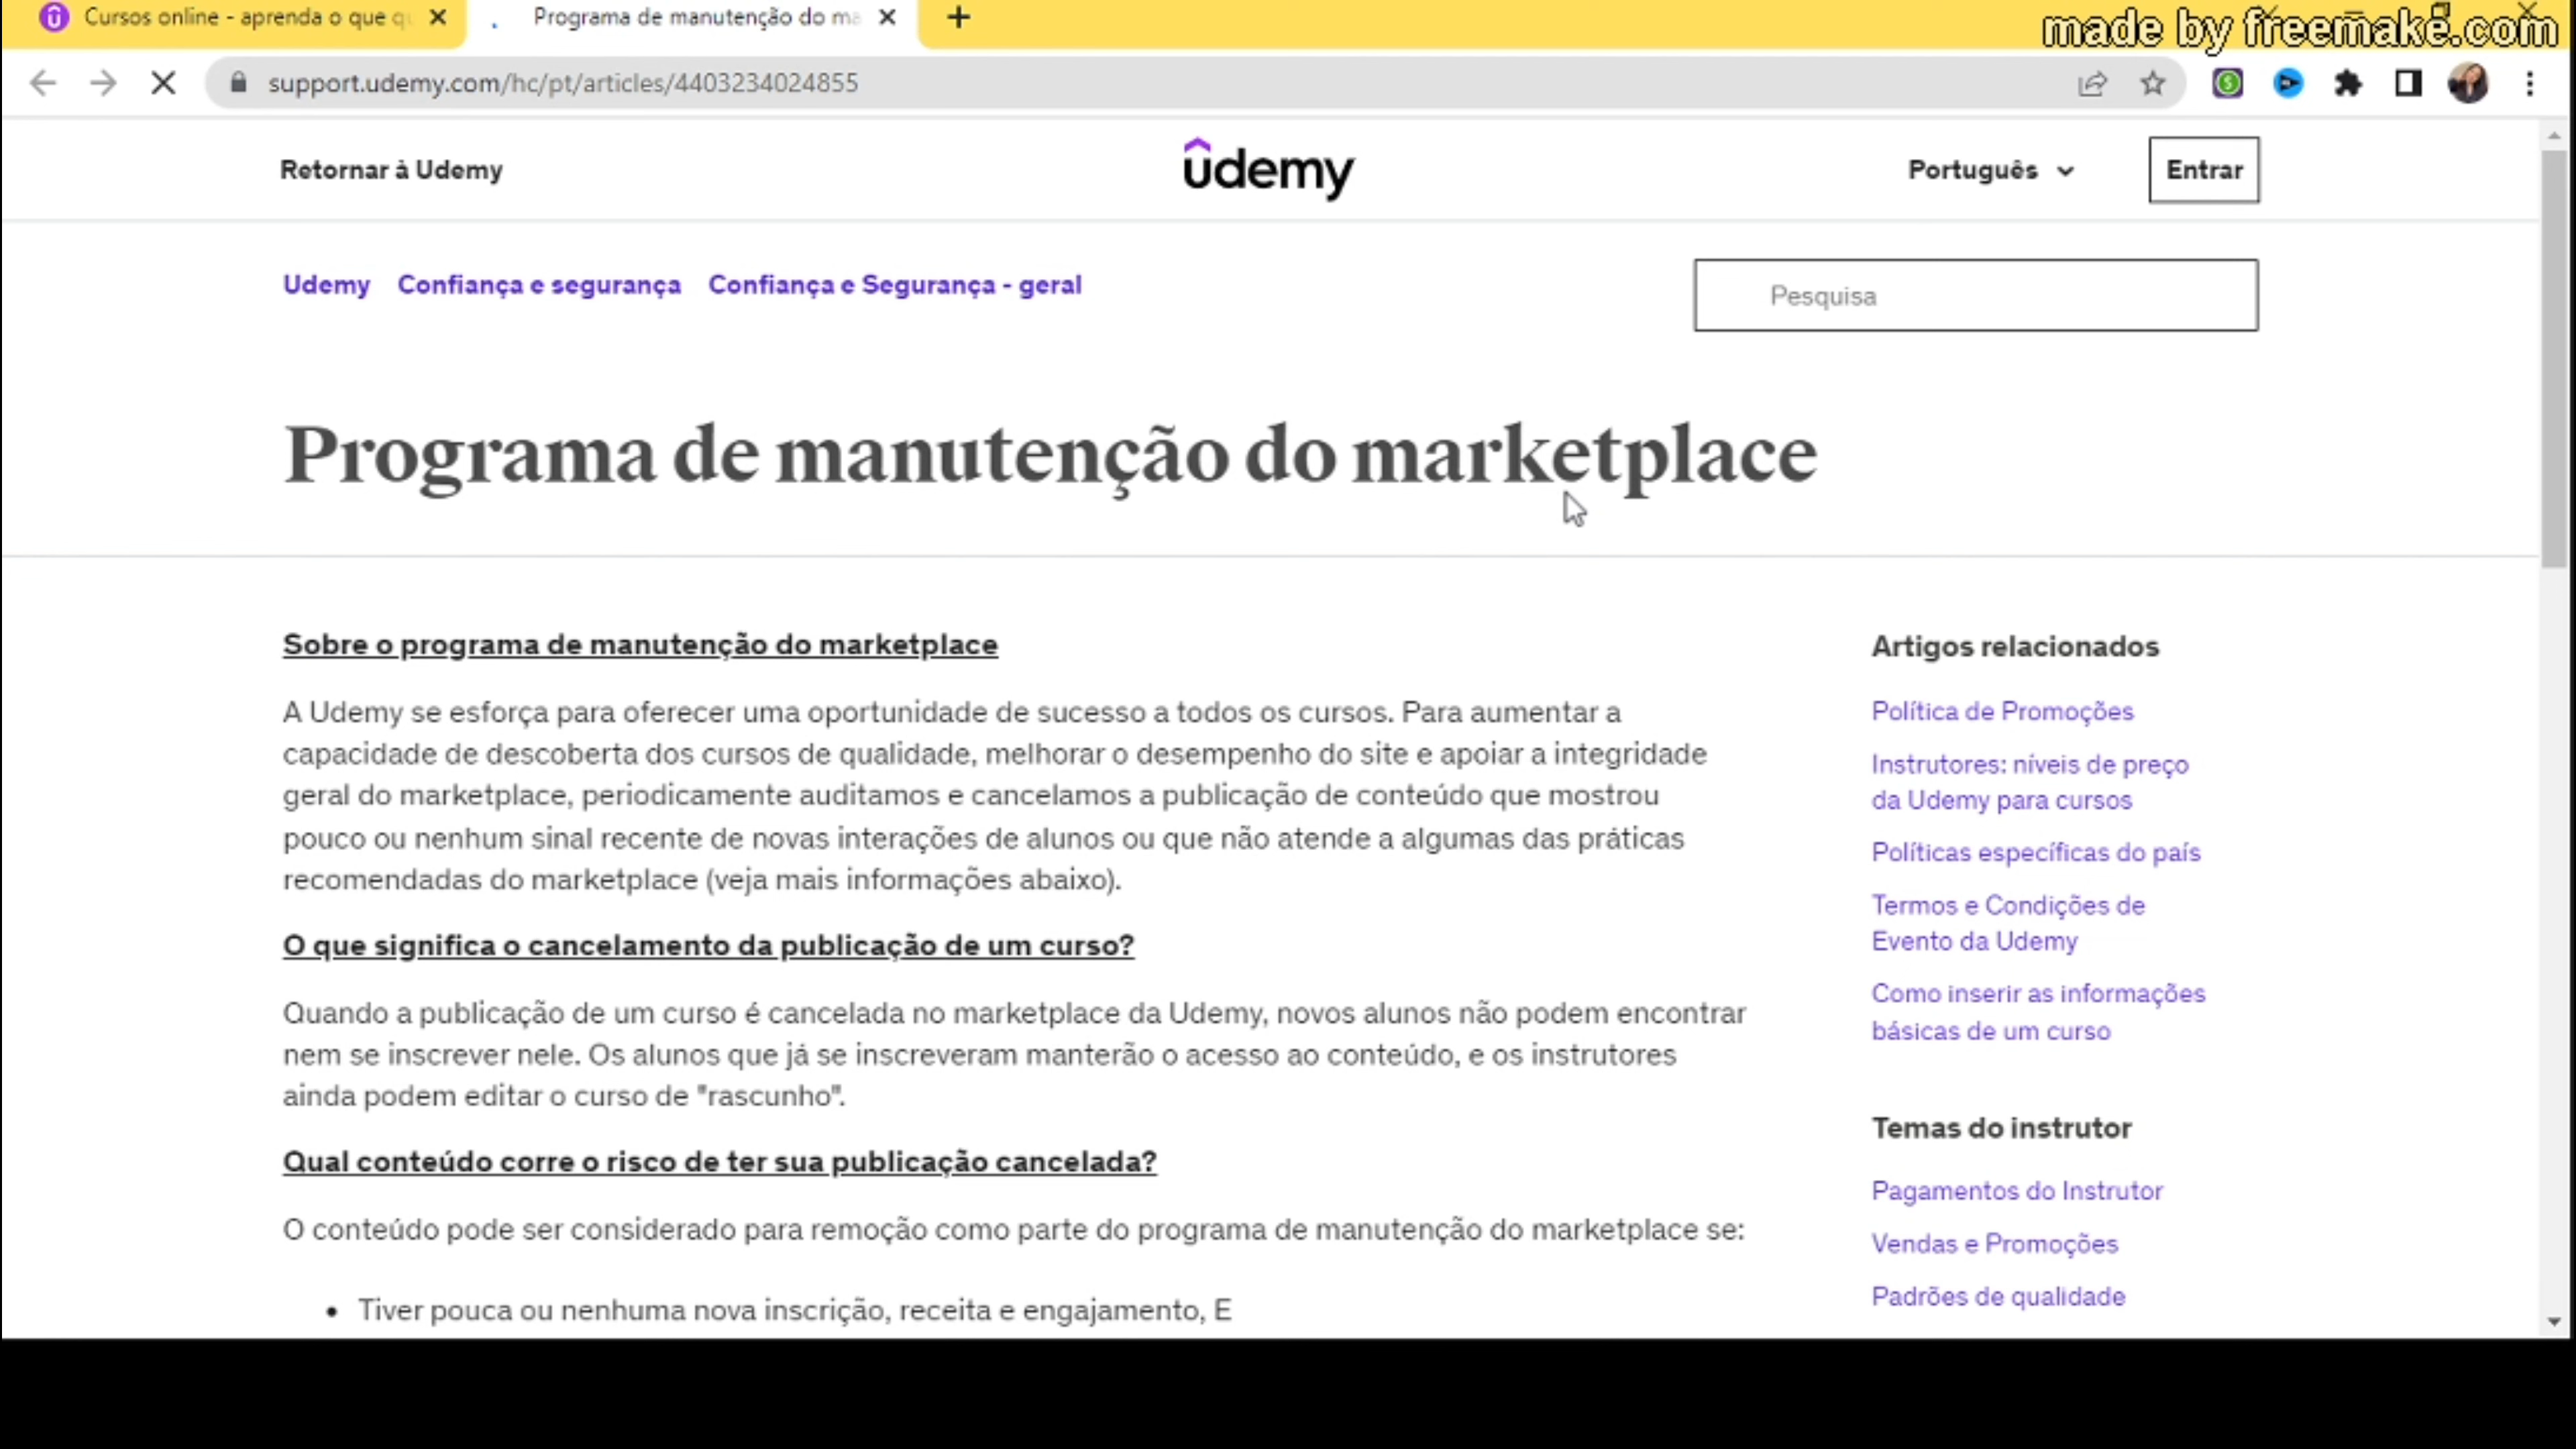 Cursos online - aprenda o que q
Programa de manutenção do ma
made by freemake.com
support.udemy.com/hc/pt/articles/4403234024855
Retornar à Udemy
udemy
Português
Entrar
Udemy Confiança e segurança Confiança e Segurança - geral
Pesquisa
Programa de manutenção do marketplace
Sobre o programa de manutenção do marketplace
A Udemy se esforça para oferecer uma oportunidade de sucesso a todos os cursos. Para aumentar a
capacidade de descoberta dos cursos de qualidade, melhorar o desempenho do site e apoiar a integridade
geral do marketplace, periodicamente auditamos e cancelamos a publicação de conteúdo que mostrou
pouco ou nenhum sinal recente de novas interações de alunos ou que não atende a algumas das práticas
recomendadas do marketplace (veja mais informações abaixo).
O que significa o cancelamento da publicação de um curso?
Quando a publicação de um curso é cancelada no marketplace da Udemy, novos alunos não podem encontrar
nem se inscrever nele. Os alunos que já se inscreveram manterão o acesso ao conteúdo, e os instrutores
ainda podem editar o curso de "rascunho".
Qual conteúdo corre o risco de ter sua publicação cancelada?
O conteúdo pode ser considerado para remoção como parte do programa de manutenção do marketplace se:
• Tiver pouca ou nenhuma nova inscrição, receita e engajamento, E
Artigos relacionados
Política de Promoções
Instrutores: níveis de preço
da Udemy para cursos
Políticas específicas do país
Termos e Condições de
Evento da Udemy
Como inserir as informações
básicas de um curso
Temas do instrutor
Pagamentos do Instrutor
Vendas e Promoções
Padrões de qualidade